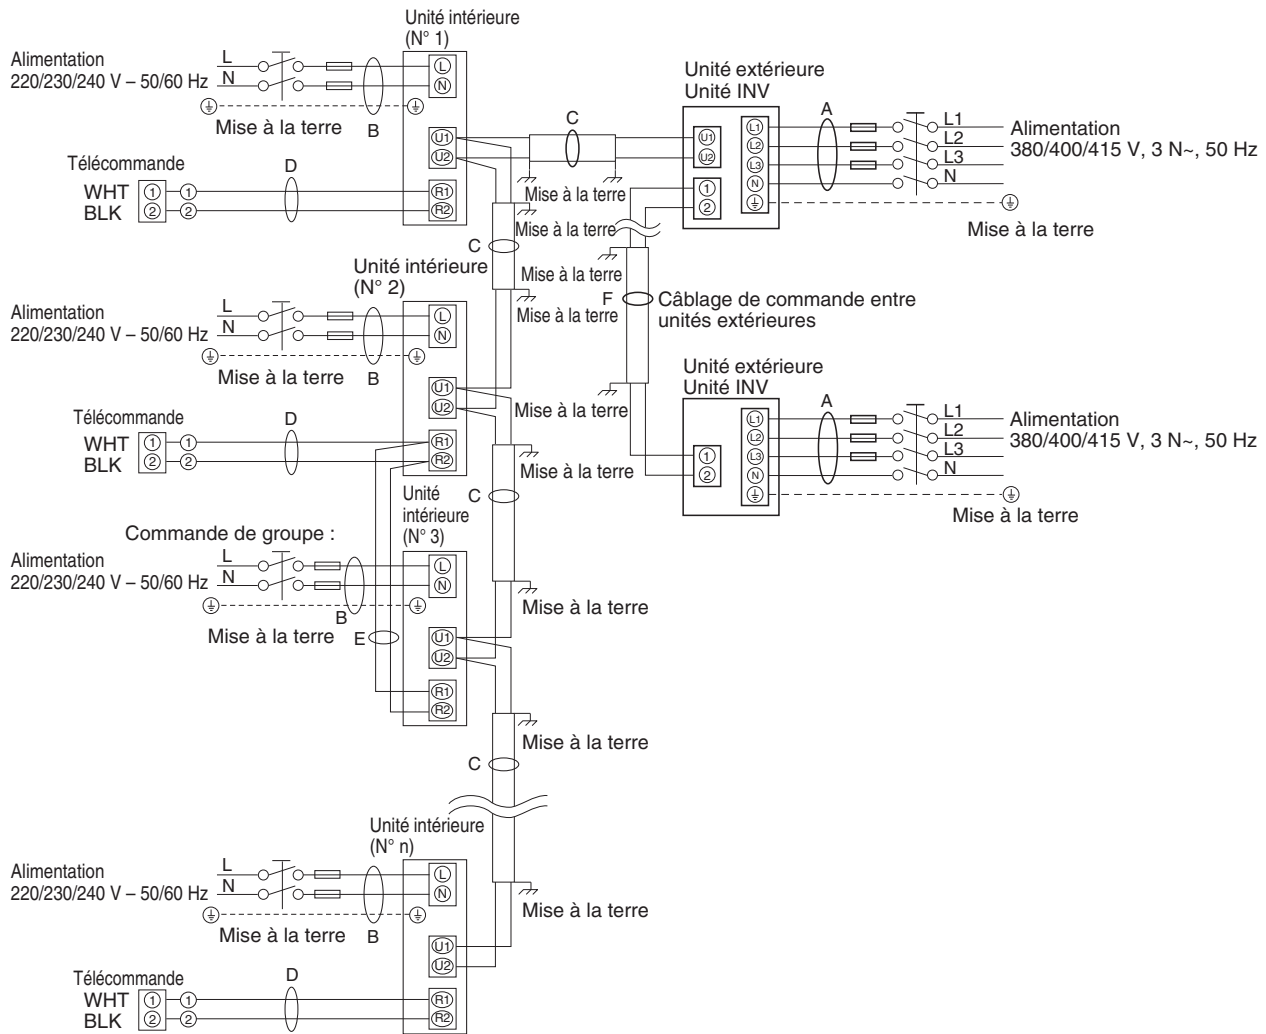 Unité intérieure
(N° 1)
Alimentation
220/230/240 V – 50/60 Hz
L
N
Mise à la terre
B
L
N
U1
U2
Télécommande
WHT 1 1
BLK 2 2
D
R1
R2
C
Mise à la terre
Mise à la terre
C
Mise à la terre
Mise à la terre
Unité extérieure
Unité INV
U1
U2
1
2
L1
L2
L3
N
A
L1
L2
L3
N
Alimentation
380/400/415 V, 3 N~, 50 Hz
Mise à la terre
F
Câblage de commande entre
unités extérieures
Mise à la terre
Unité intérieure
(N° 2)
Alimentation
220/230/240 V – 50/60 Hz
L
N
Mise à la terre
B
L
N
U1
U2
Télécommande
WHT 1 1
BLK 2 2
D
R1
R2
C
Mise à la terre
Unité extérieure
Unité INV
1
2
L1
L2
L3
N
A
L1
L2
L3
N
Alimentation
380/400/415 V, 3 N~, 50 Hz
Mise à la terre
Unité
intérieure
(N° 3)
Commande de groupe :
Alimentation
220/230/240 V – 50/60 Hz
L
N
Mise à la terre
B
E
L
N
U1
U2
R1
R2
Mise à la terre
Mise à la terre
C
Unité intérieure
(N° n)
Alimentation
220/230/240 V – 50/60 Hz
L
N
Mise à la terre
B
L
N
U1
U2
Mise à la terre
Télécommande
WHT 1 1
BLK 2 2
D
R1
R2